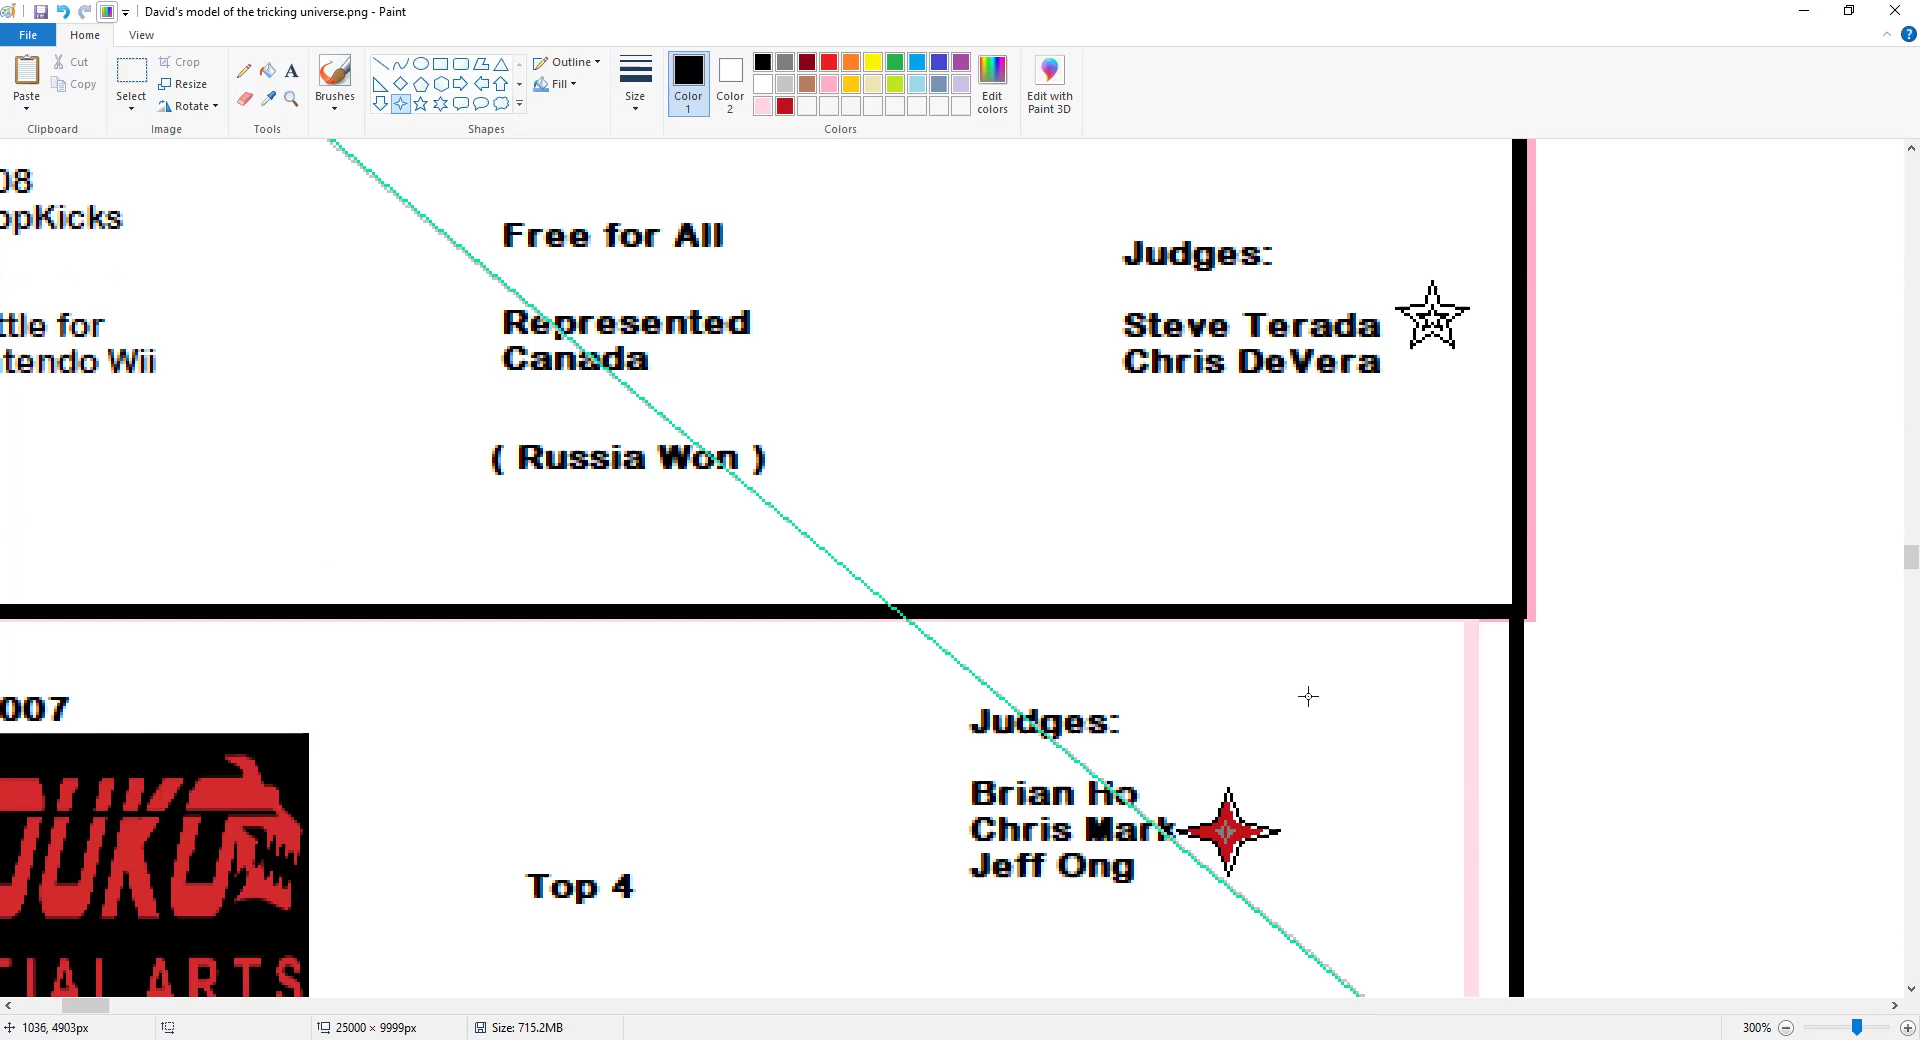 David's model of the tricking universe.png - Paint
File
Home
View
Paste
Cut
Copy
Clipboard
Select
Crop
Resize
Rotate
Image
Tools
Brushes
Shapes
Outline
Fill
Size
Color 1
Color 2
Edit colors
Edit with Paint 3D
Colors
08
opKicks
ttle for
tendo Wii
Free for All
Represented
Canada
( Russia Won )
Judges:
Steve Terada
Chris DeVera
007
OUKO
TIAL ARTS
Top 4
Judges:
Brian Ho
Chris Mark
Jeff Ong
1036, 4903px
25000 × 9999px
Size: 715.2MB
300%